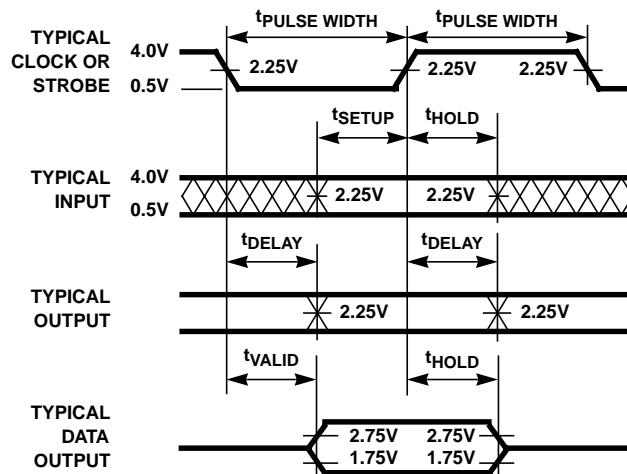 tPULSE WIDTH tPULSE WIDTH
TYPICAL
CLOCK OR
STROBE
4.0V
0.5V
2.25V 2.25V 2.25V
tSETUP tHOLD
TYPICAL
INPUT
4.0V
0.5V
2.25V 2.25V
tDELAY tDELAY
TYPICAL
OUTPUT
2.25V 2.25V
tVALID tHOLD
TYPICAL
DATA
OUTPUT
2.75V 2.75V
1.75V 1.75V